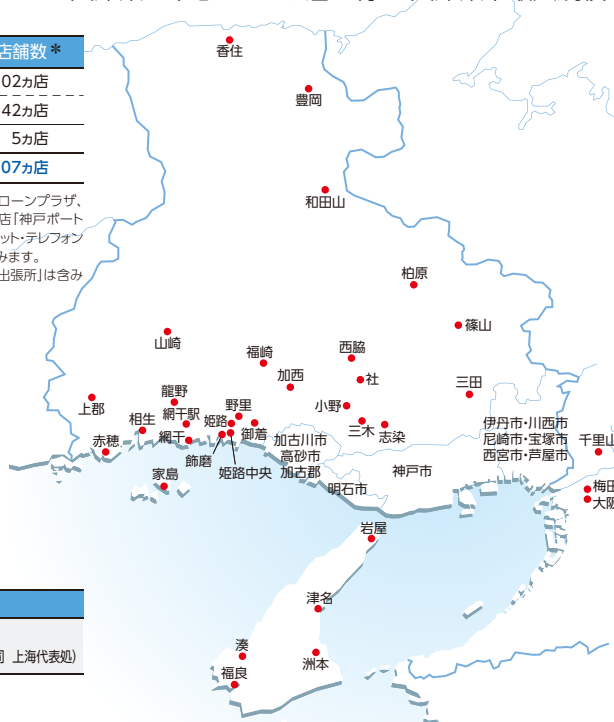 店舗数*
02ヵ店
42ヵ店
5ヵ店
07ヵ店
ローンプラザ、
店「神戸ポート
ット・テレフォン
みます。
出張所」は含み
香住
豊岡
和田山
柏原
篠山
山崎
福崎
西脇
加西
社
三田
上郡
龍野
網干駅
姫路
野里
小野
相生
三木
志染
赤穂
網干
飾磨
御着
姫路中央
家島
加古川市
高砂市
加古郡
明石市
神戸市
伊丹市・川西市
尼崎市・宝塚市
西宮市・芦屋市
千里山
梅田
大阪
岩屋
津名
洲本
湊
福良
上海代表処)